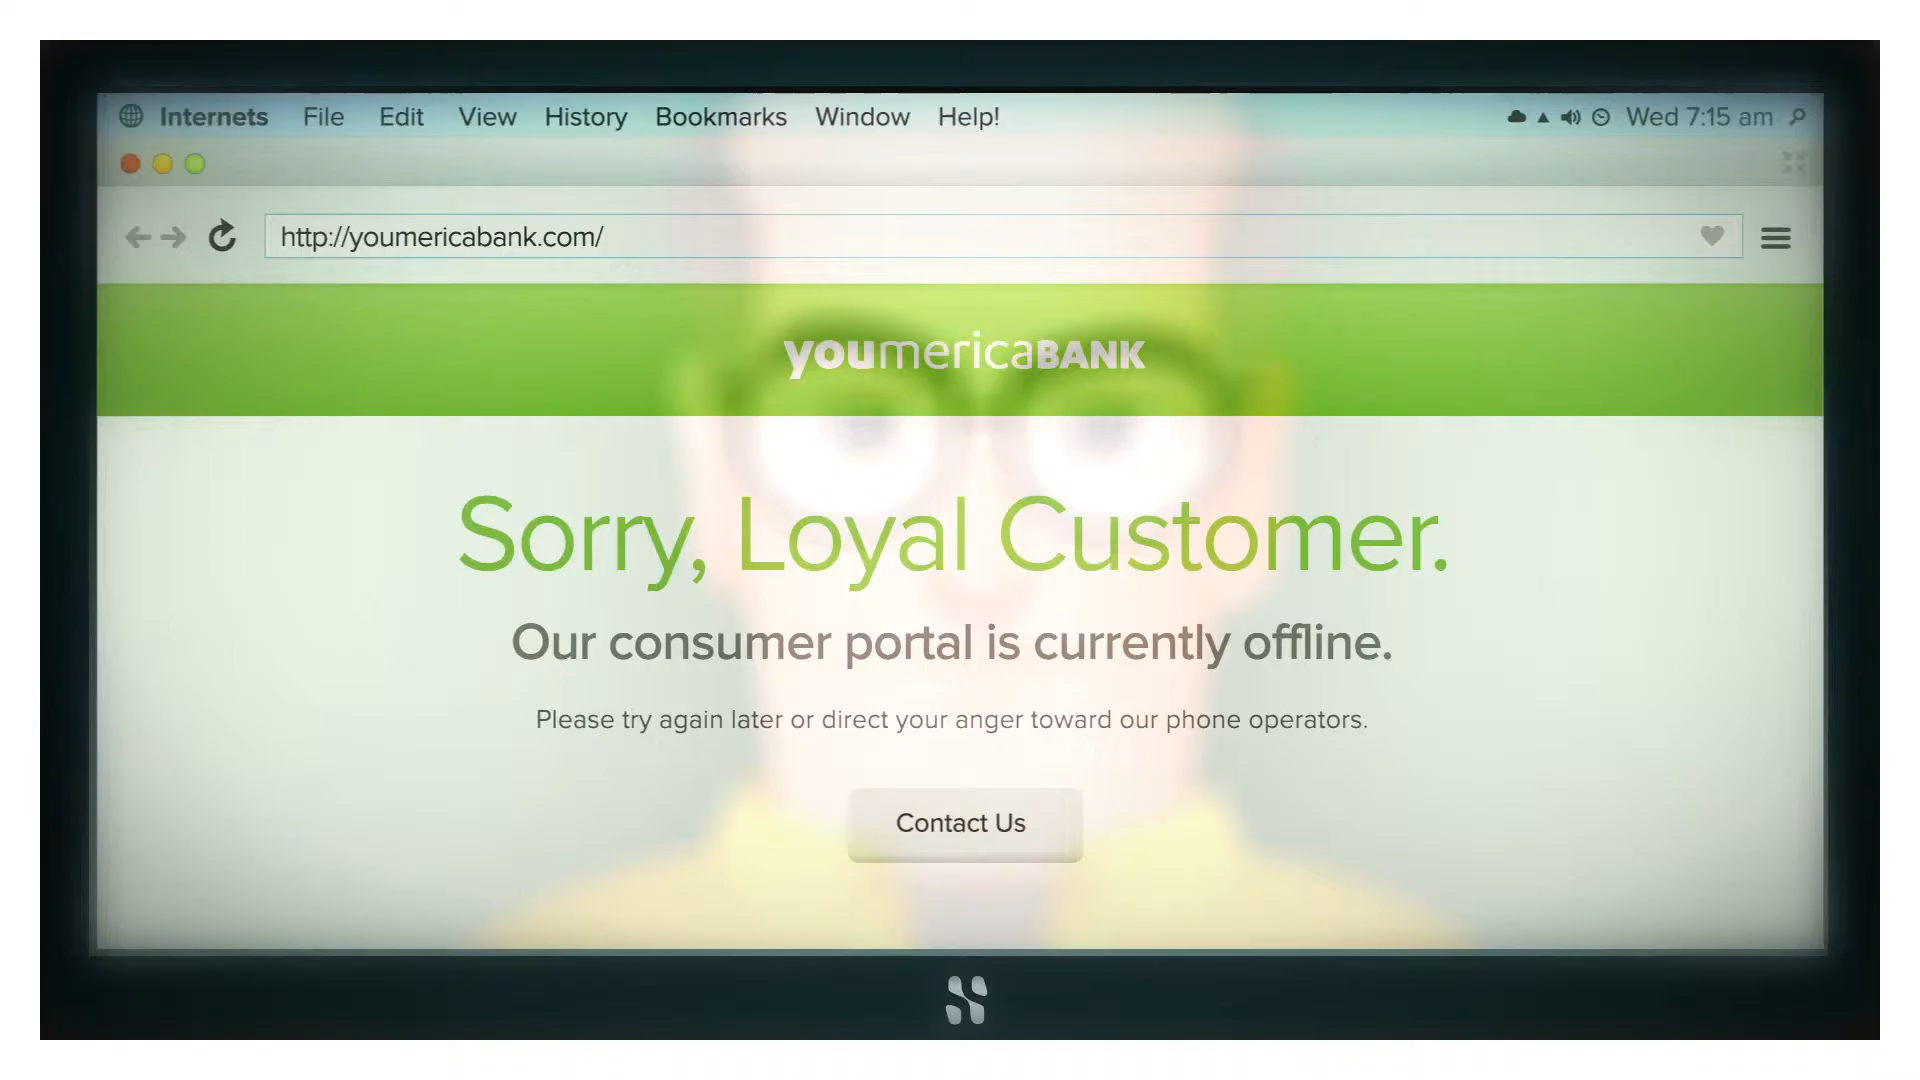 Internets File Edit View History Bookmarks Window Help! Wed 7:15 am
http://youmericabank.com/
youmericaBANK
Sorry, Loyal Customer.
Our consumer portal is currently offline.
Please try again later or direct your anger toward our phone operators.
Contact Us